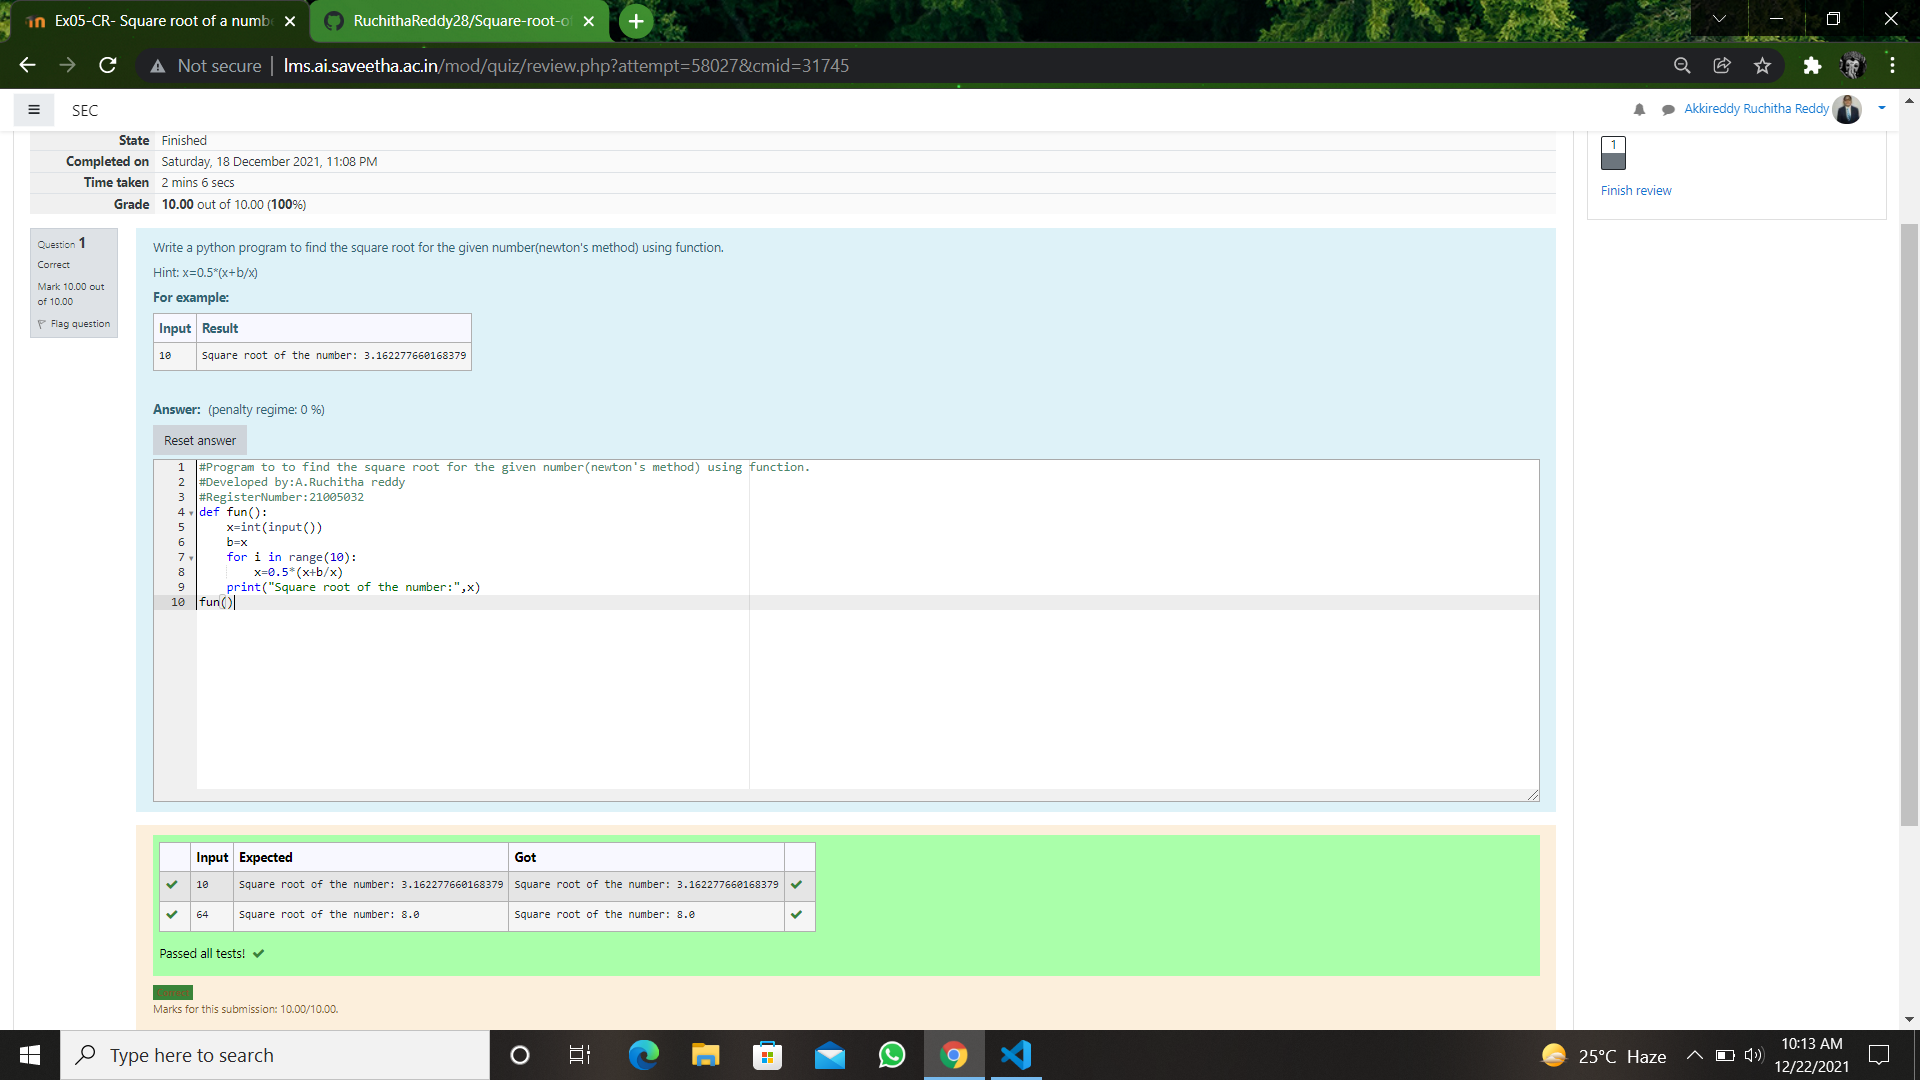 Ex05-CR- Square root of a numb
RuchithaReddy28/Square-root-o
Not secure | lms.ai.saveetha.ac.in/mod/quiz/review.php?attempt=58027&cmid=31745
SEC
Akkireddy Ruchitha Reddy
State Finished
Completed on Saturday, 18 December 2021, 11:08 PM
Time taken 2 mins 6 secs
Grade 10.00 out of 10.00 (100%)
1
Finish review
Question 1
Correct
Mark 10.00 out
of 10.00
Flag question
Write a python program to find the square root for the given number(newton's method) using function.
Hint: x=0.5*(x+b/x)
For example:
Input Result
10 Square root of the number: 3.162277660168379
Answer: (penalty regime: 0 %)
Reset answer
1 #Program to to find the square root for the given number(newton's method) using function.
2 #Developed by:A.Ruchitha reddy
3 #RegisterNumber:21005032
4 def fun():
5 x=int(input())
6 b=x
7 for i in range(10):
8 x=0.5*(x+b/x)
9 print("Square root of the number:",x)
10 fun()
Input Expected Got
10 Square root of the number: 3.162277660168379 Square root of the number: 3.162277660168379
64 Square root of the number: 8.0 Square root of the number: 8.0
Passed all tests!
Marks for this submission: 10.00/10.00.
Type here to search
25°C Haze
10:13 AM
12/22/2021